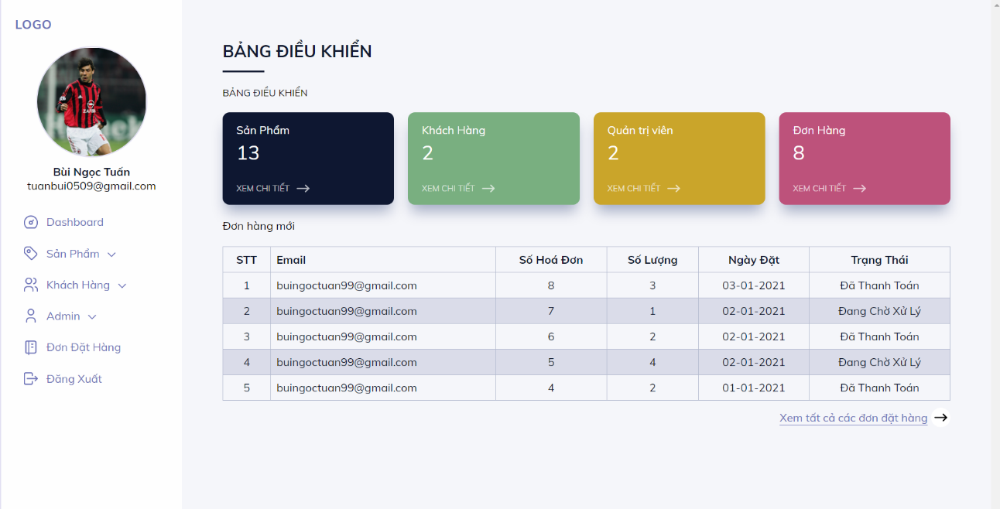 LOGO
Bùi Ngọc Tuấn
tuanbui0509@gmail.com
Dashboard
Sản Phẩm
Khách Hàng
Admin
Đơn Đặt Hàng
Đăng Xuất
BẢNG ĐIỀU KHIỂN
BẢNG ĐIỀU KHIỂN
Sản Phẩm
13
XEM CHI TIẾT
Khách Hàng
2
XEM CHI TIẾT
Quản trị viên
2
XEM CHI TIẾT
Đơn Hàng
8
XEM CHI TIẾT
Đơn hàng mới
STT Email Số Hoá Đơn Số Lượng Ngày Đặt Trạng Thái
1 buingoctuan99@gmail.com 8 3 03-01-2021 Đã Thanh Toán
2 buingoctuan99@gmail.com 7 1 02-01-2021 Đang Chờ Xử Lý
3 buingoctuan99@gmail.com 6 2 02-01-2021 Đã Thanh Toán
4 buingoctuan99@gmail.com 5 4 02-01-2021 Đang Chờ Xử Lý
5 buingoctuan99@gmail.com 4 2 01-01-2021 Đã Thanh Toán
Xem tất cả các đơn đặt hàng